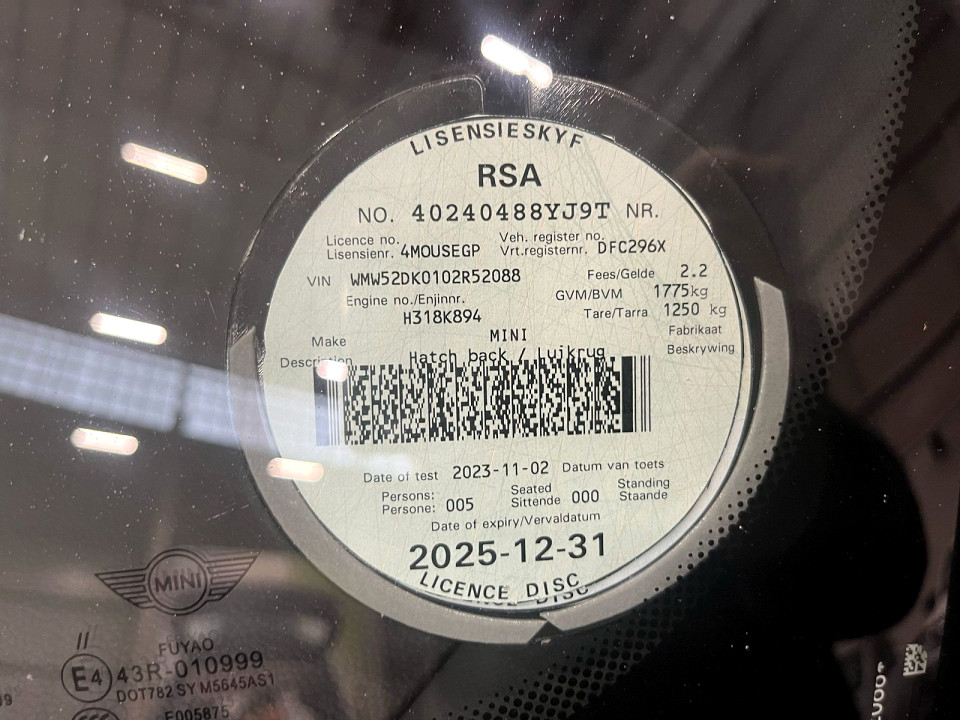 LISENSIESKYF
RSA
NO. 40240488YJ9T NR.
Licence no. Lisensienr. 4MOUSEGP Veh. register no. Vrt.registernr. DFC296X
VIN WMW52DK0102R52088 Fees/Gelde 2.2
Engine no./Enjinnr. GVM/BVM 1775kg
H318K894 Tare/Tarra 1250 kg
Make MINI Fabrikaat
Description Hatch back / Luikrug Beskrywing
Date of test 2023-11-02 Datum van toets
Persons: Persone: 005 Seated Sittende 000 Standing Staande
Date of expiry/Vervaldatum
2025-12-31
LICENCE DISC
MINI
FUYAO
E4 43R-010999
DOT782 SY M5645AS1
E005875